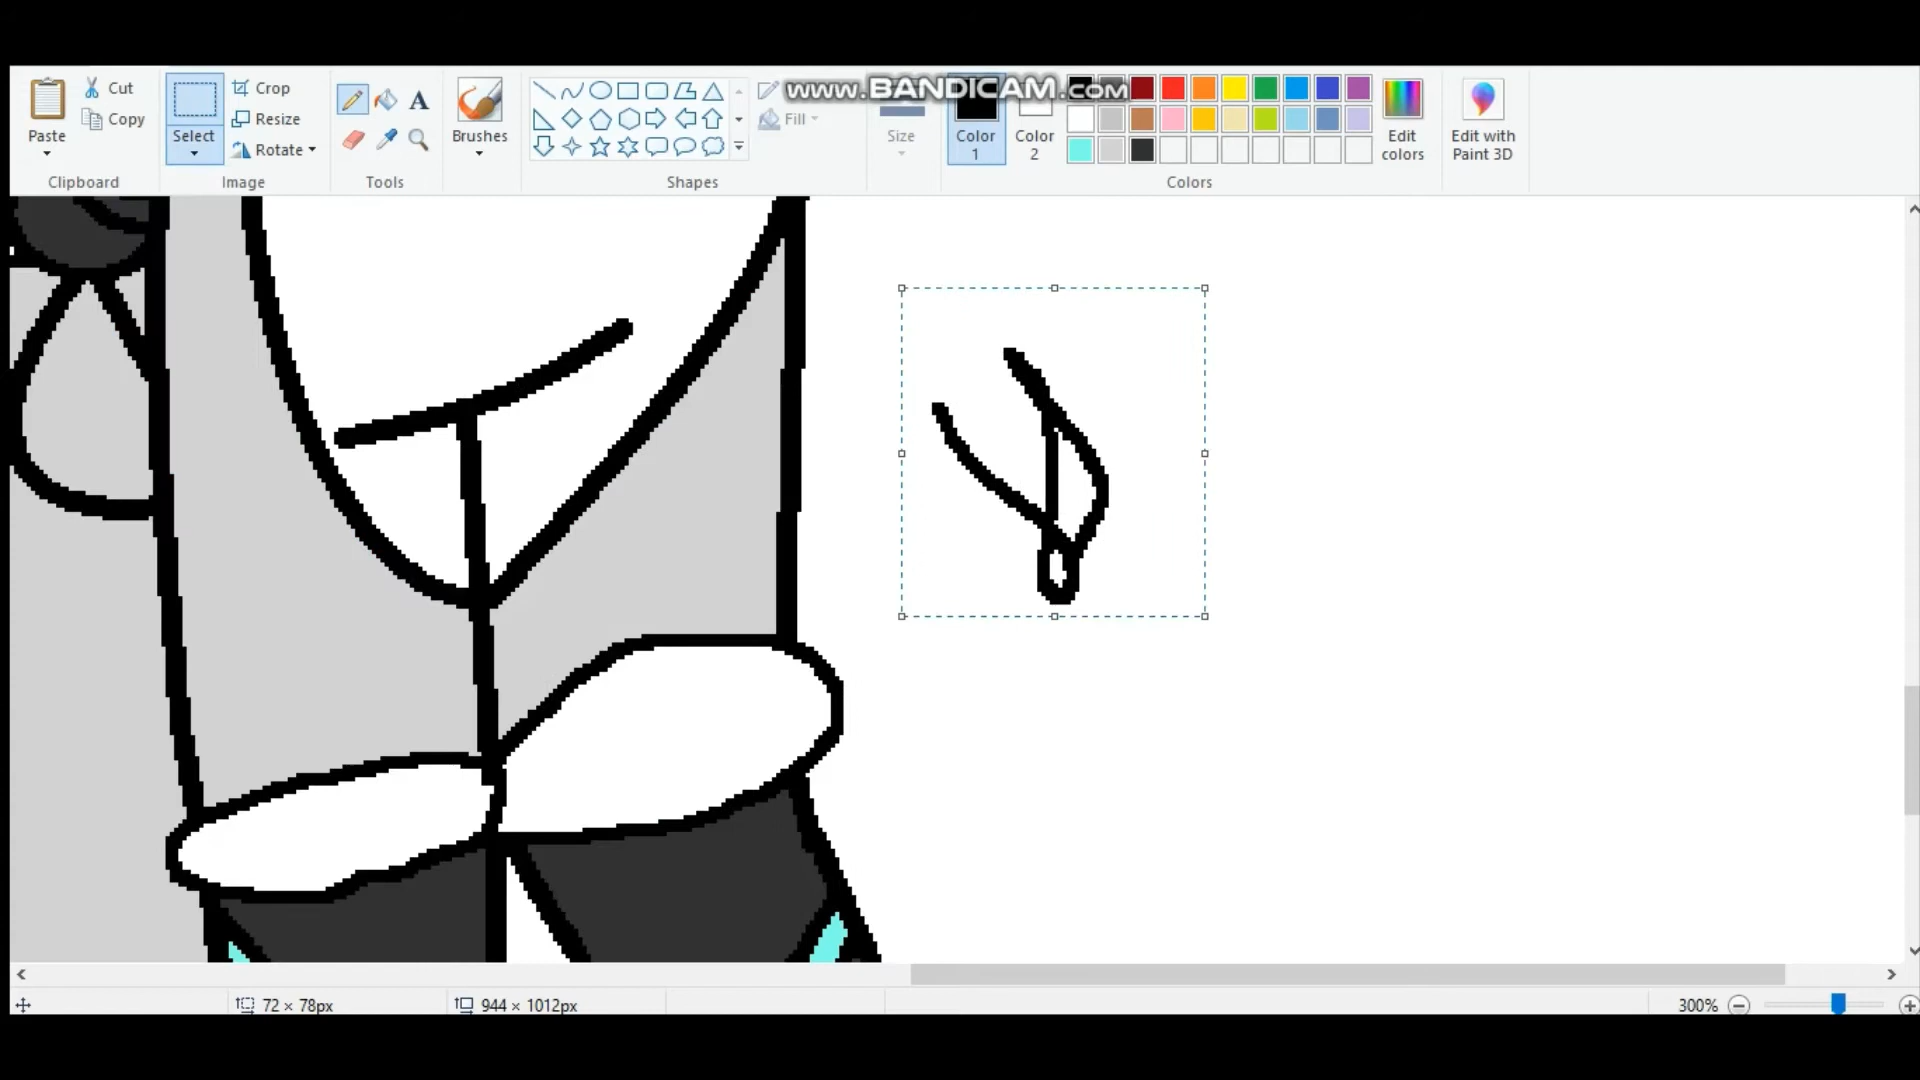 www.BANDICAM.com
Cut
Copy
Paste
Clipboard
Select
Crop
Resize
Rotate
Image
A
Tools
Brushes
Fill
Shapes
Size
Color
1
Color
2
Edit
colors
Edit with
Paint 3D
Colors
72 × 78px
944 × 1012px
300%